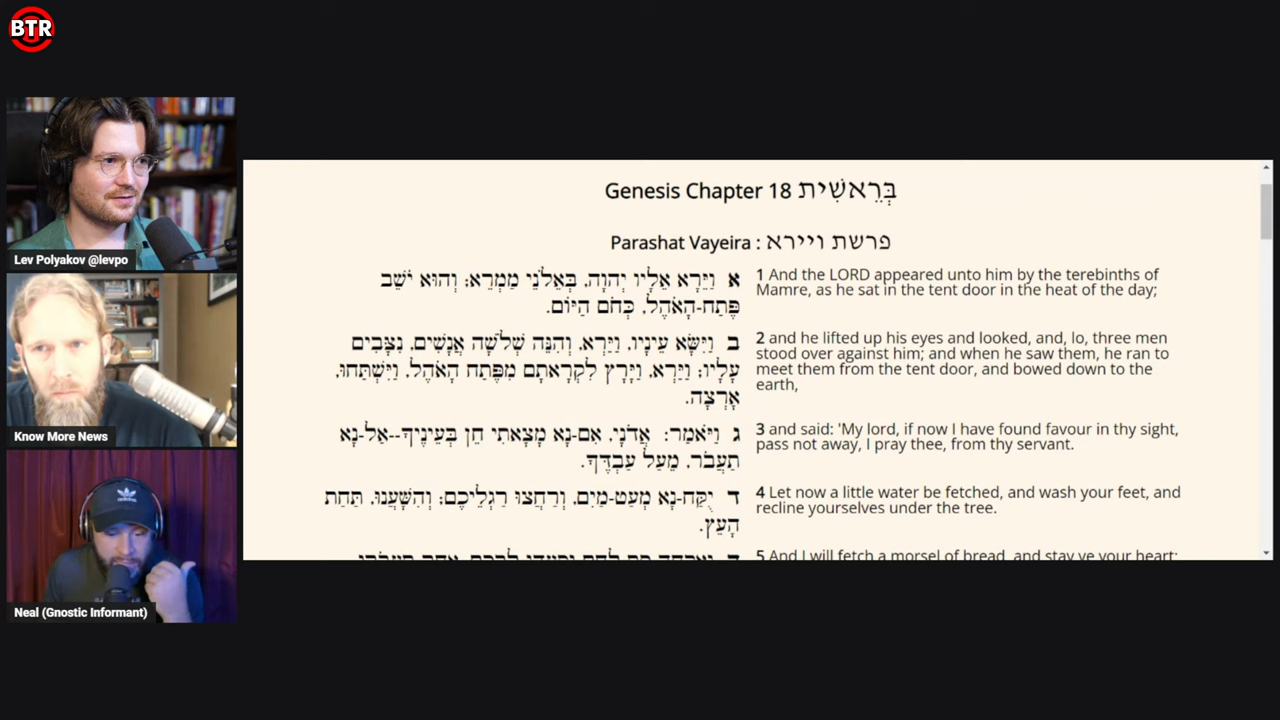 BTR
Lev Polyakov @levpo
Know More News
Neal (Gnostic Informant)
Genesis Chapter 18 בְּרֵאשִׁית
Parashat Vayeira : פרשת ויירא
א וַיֵּרָא אֵלָיו יְהוָה, בְּאֵלֹנֵי מַמְרֵא; וְהוּא יֹשֵׁב
פֶּתַח-הָאֹהֶל, כְּחֹם הַיּוֹם.
1 And the LORD appeared unto him by the terebinths of
Mamre, as he sat in the tent door in the heat of the day;
ב וַיִּשָּׂא עֵינָיו, וַיַּרְא, וְהִנֵּה שְׁלֹשָׁה אֲנָשִׁים, נִצָּבִים
עָלָיו; וַיַּרְא, וַיָּרָץ לִקְרָאתָם מִפֶּתַח הָאֹהֶל, וַיִּשְׁתַּחוּ,
אָרְצָה.
2 and he lifted up his eyes and looked, and, lo, three men
stood over against him; and when he saw them, he ran to
meet them from the tent door, and bowed down to the
earth,
ג וַיֹּאמַר: אֲדֹנָי, אִם-נָא מָצָאתִי חֵן בְּעֵינֶיךָ--אַל-נָא
תַעֲבֹר, מֵעַל עַבְדֶּךָ.
3 and said: 'My lord, if now I have found favour in thy sight,
pass not away, I pray thee, from thy servant.
ד יֻקַּח-נָא מְעַט-מַיִם, וְרַחֲצוּ רַגְלֵיכֶם; וְהִשָּׁעֲנוּ, תַּחַת
הָעֵץ.
4 Let now a little water be fetched, and wash your feet, and
recline yourselves under the tree.
5 And I will fetch a morsel of bread, and stay ye your heart;